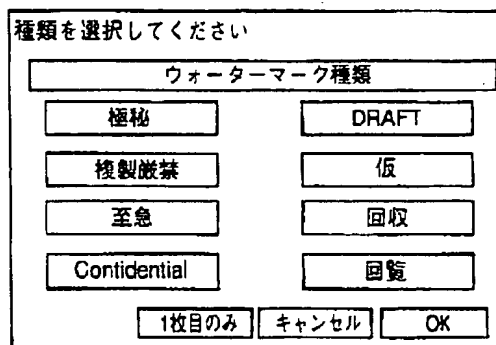 種類を選択してください
ウォーターマーク種類
極秘 DRAFT
複製厳禁 仮
至急 回収
Contidential 回覧
1枚目のみ キャンセル OK